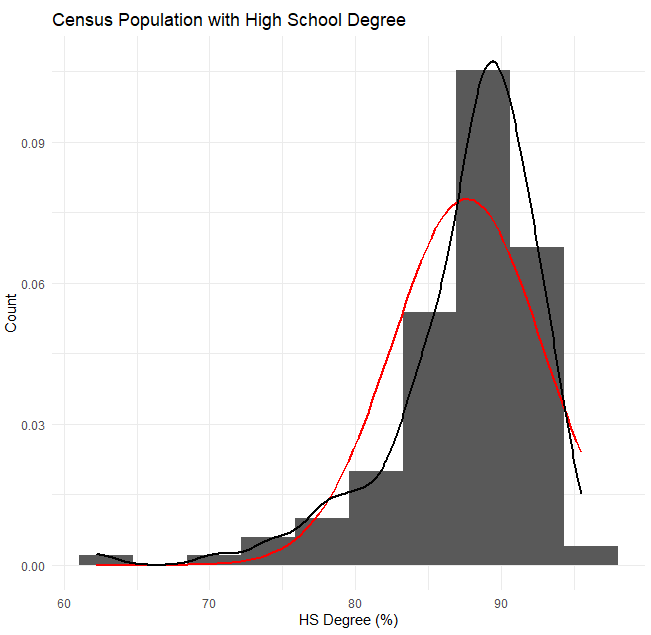 Census Population with High School Degree
0.09
0.06
0.03
0.00
Count
60 70 80 90
HS Degree (%)